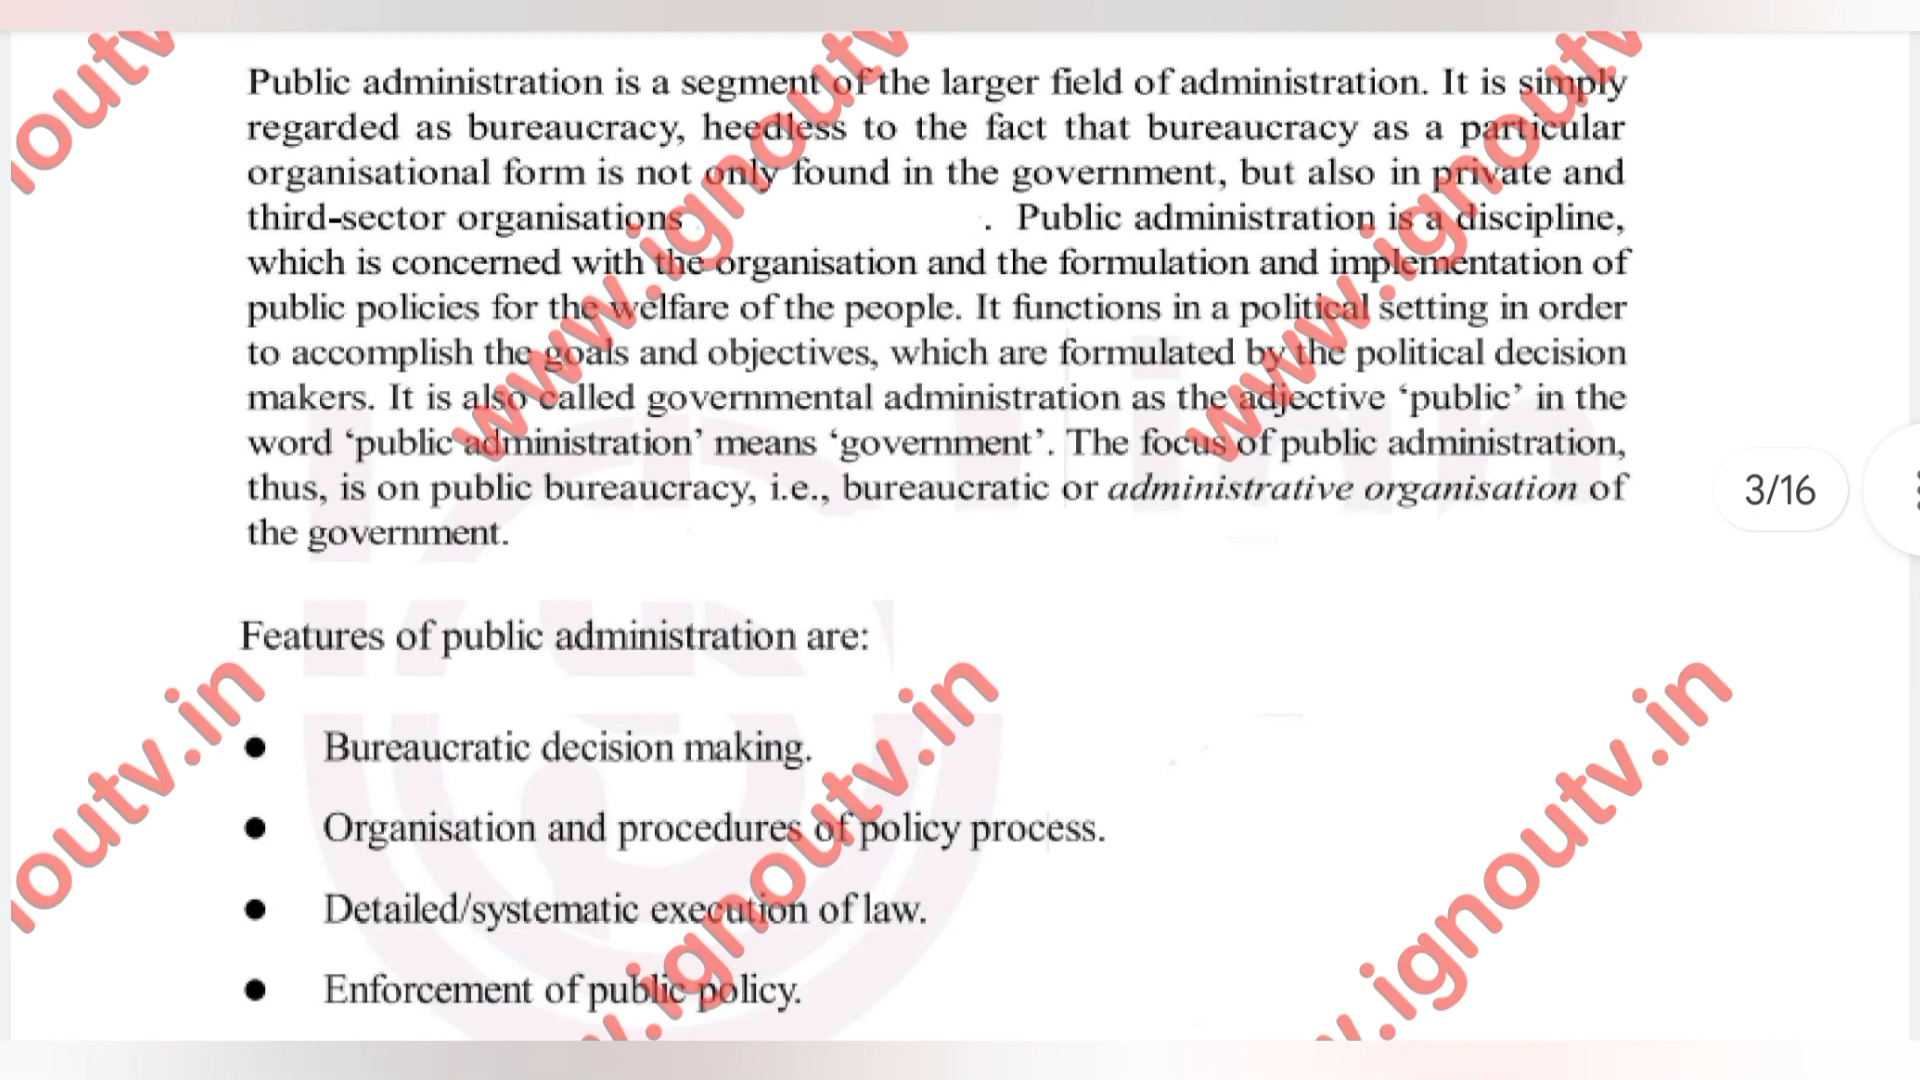 Public administration is a segment of the larger field of administration. It is simply
regarded as bureaucracy, heedless to the fact that bureaucracy as a particular
organisational form is not only found in the government, but also in private and
third-sector organisations . Public administration is a discipline,
which is concerned with the organisation and the formulation and implementation of
public policies for the welfare of the people. It functions in a political setting in order
to accomplish the goals and objectives, which are formulated by the political decision
makers. It is also called governmental administration as the adjective ‘public’ in the
word ‘public administration’ means ‘government’. The focus of public administration,
thus, is on public bureaucracy, i.e., bureaucratic or administrative organisation of
the government.
3/16
Features of public administration are:
● Bureaucratic decision making.
● Organisation and procedures of policy process.
● Detailed/systematic execution of law.
● Enforcement of public policy.
noutv
www.ignoutv
www.ignoutv
noutv.in
w.ignoutv.in
w.ignoutv.in